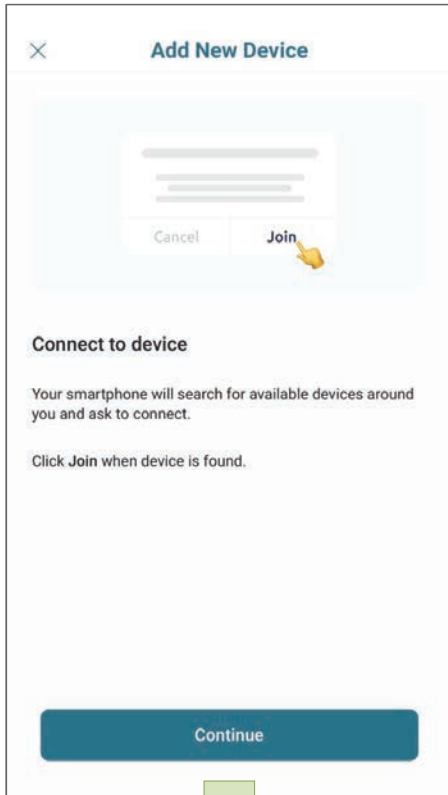 Add New Device
Cancel Join
Connect to device
Your smartphone will search for available devices around
you and ask to connect.
Click Join when device is found.
Continue